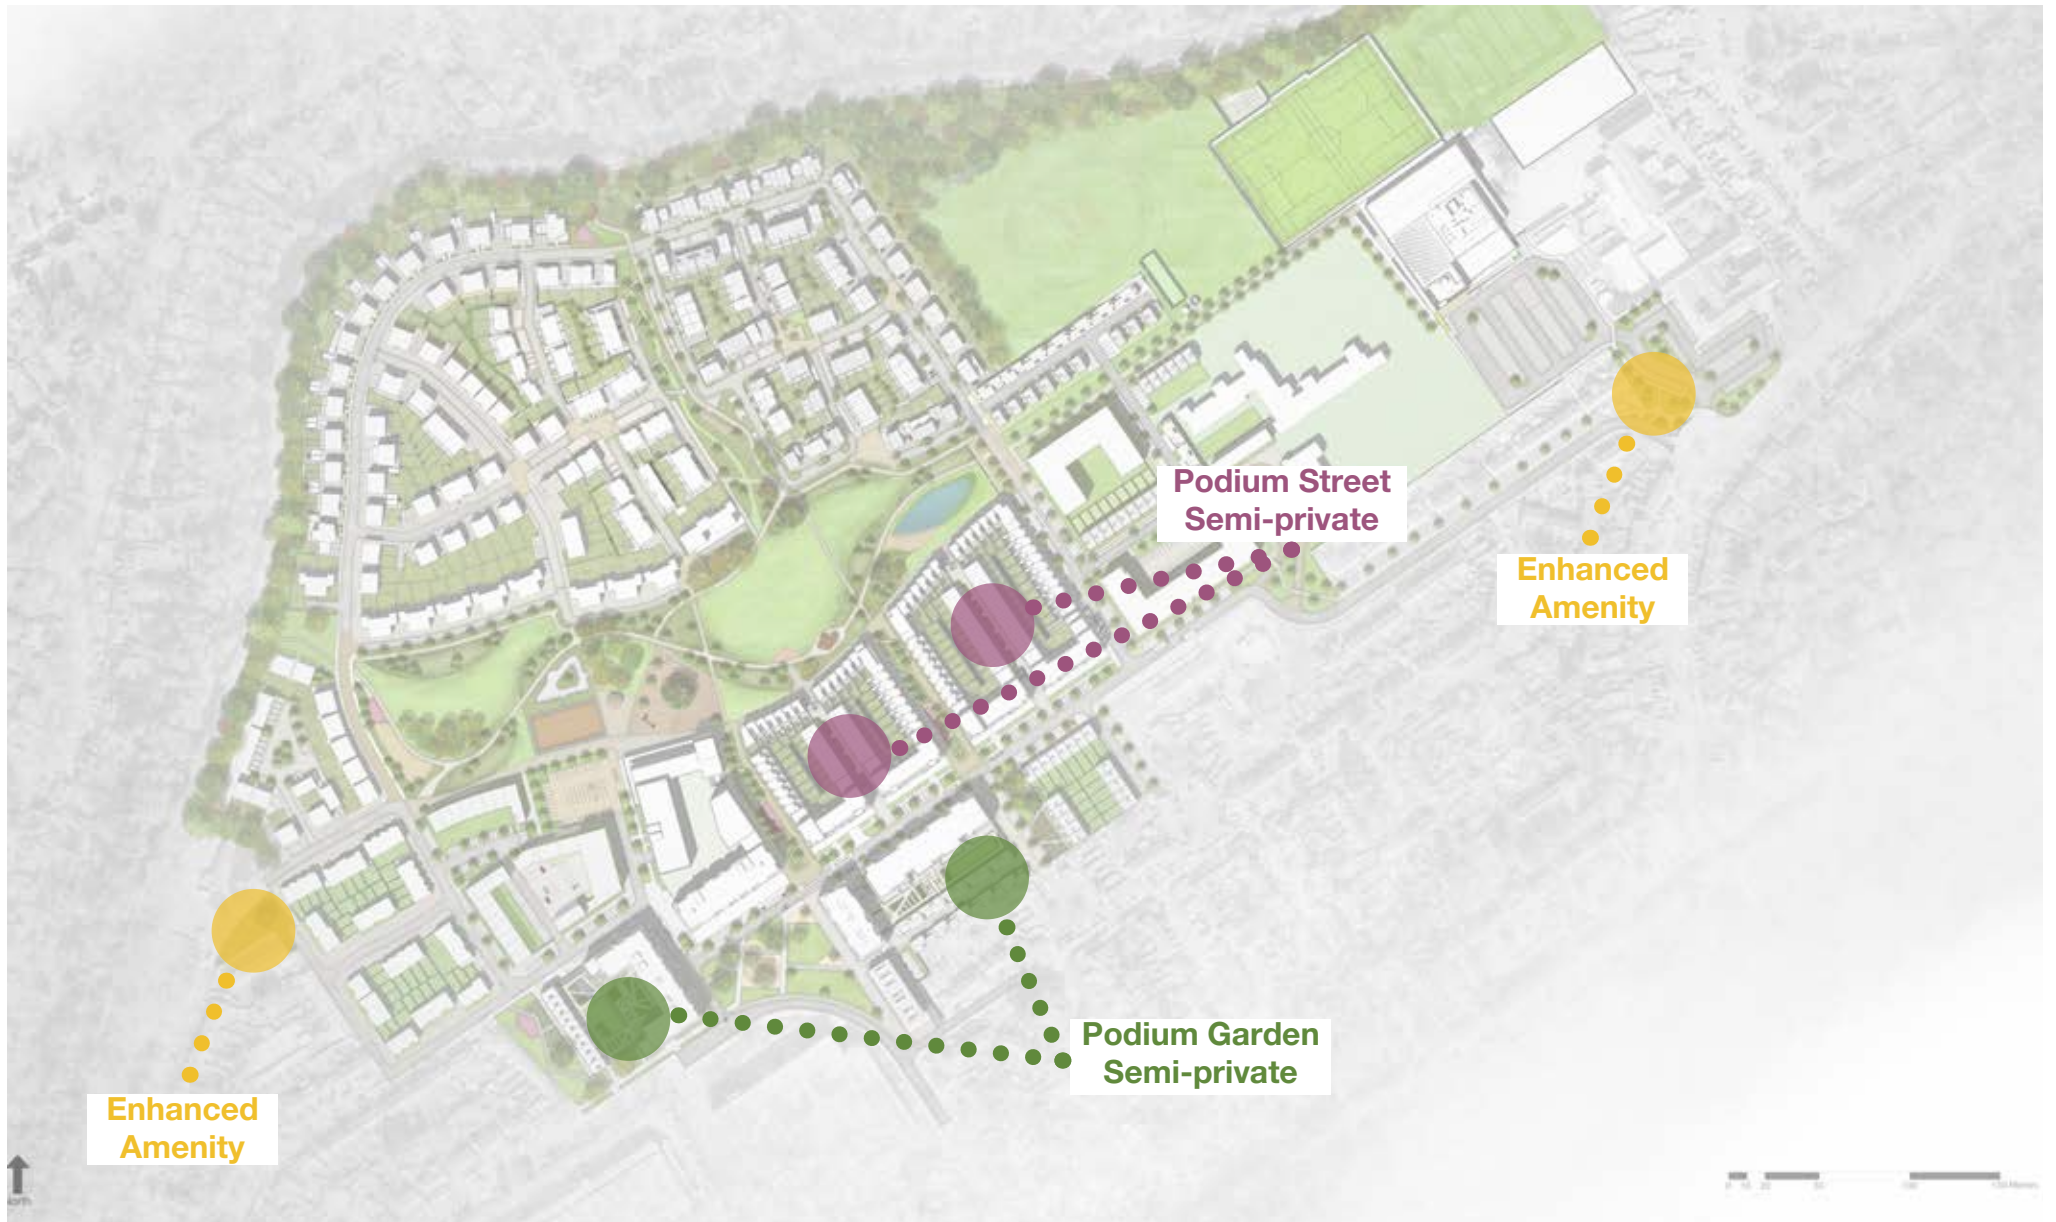 Podium Street
Semi-private
Enhanced
Amenity
Podium Garden
Semi-private
Enhanced
Amenity